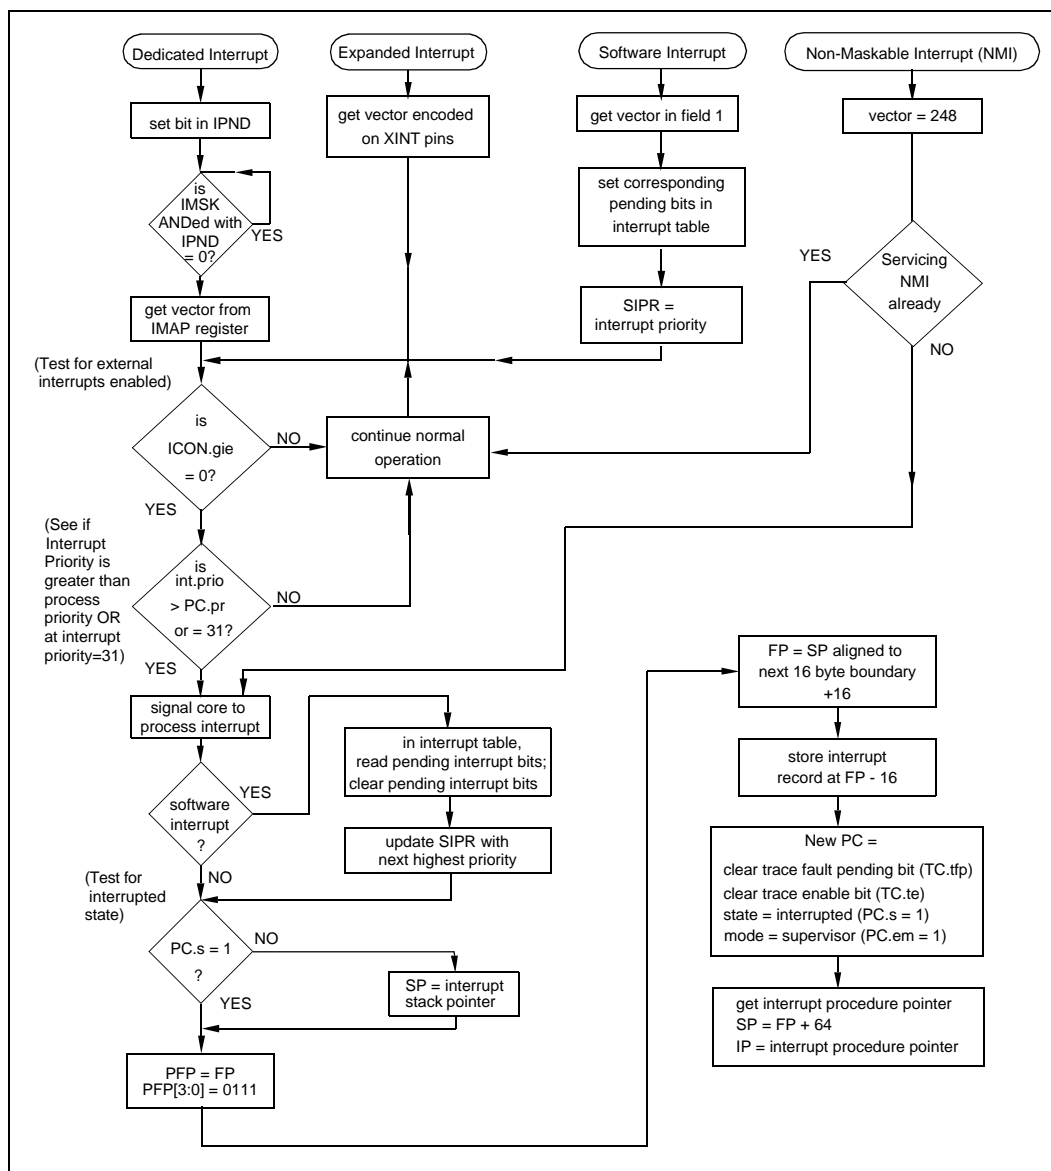 Dedicated Interrupt
Expanded Interrupt
Software Interrupt
Non-Maskable Interrupt (NMI)
set bit in IPND
get vector encoded
on XINT pins
get vector in field 1
vector = 248
is
IMSK
ANDed with
IPND
= 0?
YES
set corresponding
pending bits in
interrupt table
YES
Servicing
NMI
already
NO
get vector from
IMAP register
SIPR =
interrupt priority
(Test for external
interrupts enabled)
is
ICON.gie
= 0?
NO
YES
continue normal
operation
(See if
Interrupt
Priority is
greater than
process
priority OR
at interrupt
priority=31)
is
int.prio
> PC.pr
or = 31?
NO
YES
signal core to
process interrupt
software
interrupt
?
YES
NO
in interrupt table,
read pending interrupt bits;
clear pending interrupt bits
update SIPR with
next highest priority
(Test for
interrupted
state)
PC.s = 1
?
NO
YES
SP = interrupt
stack pointer
PFP = FP
PFP[3:0] = 0111
FP = SP aligned to
next 16 byte boundary
+16
store interrupt
record at FP - 16
New PC =
clear trace fault pending bit (TC.tfp)
clear trace enable bit (TC.te)
state = interrupted (PC.s = 1)
mode = supervisor (PC.em = 1)
get interrupt procedure pointer
SP = FP + 64
IP = interrupt procedure pointer